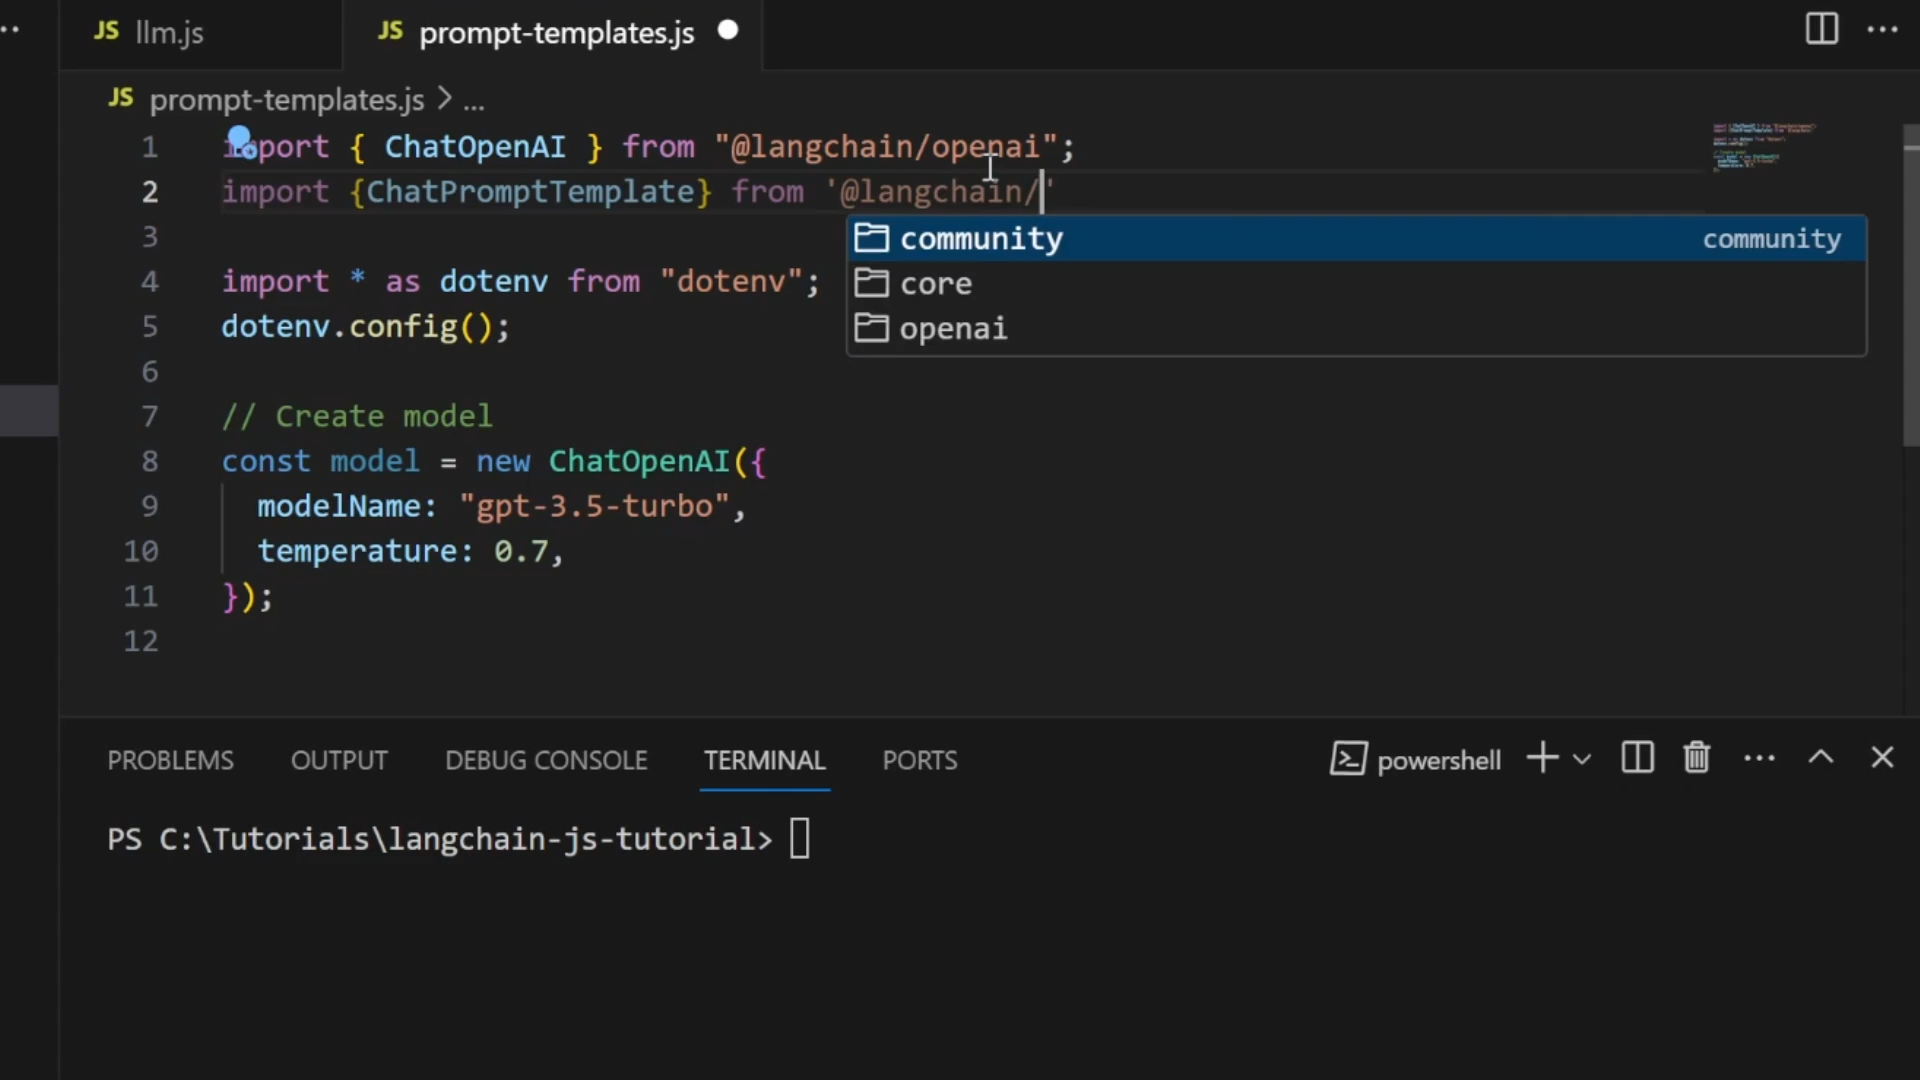 JS llm.js JS prompt-templates.js
JS prompt-templates.js > ...
1 import { ChatOpenAI } from "@langchain/openai";
2 import {ChatPromptTemplate} from '@langchain/'
community community
3
core
4 import * as dotenv from "dotenv";
openai
5 dotenv.config();
6
7 // Create model
8 const model = new ChatOpenAI({
9 modelName: "gpt-3.5-turbo",
10 temperature: 0.7,
11 });
12
PROBLEMS OUTPUT DEBUG CONSOLE TERMINAL PORTS powershell
PS C:\Tutorials\langchain-js-tutorial>